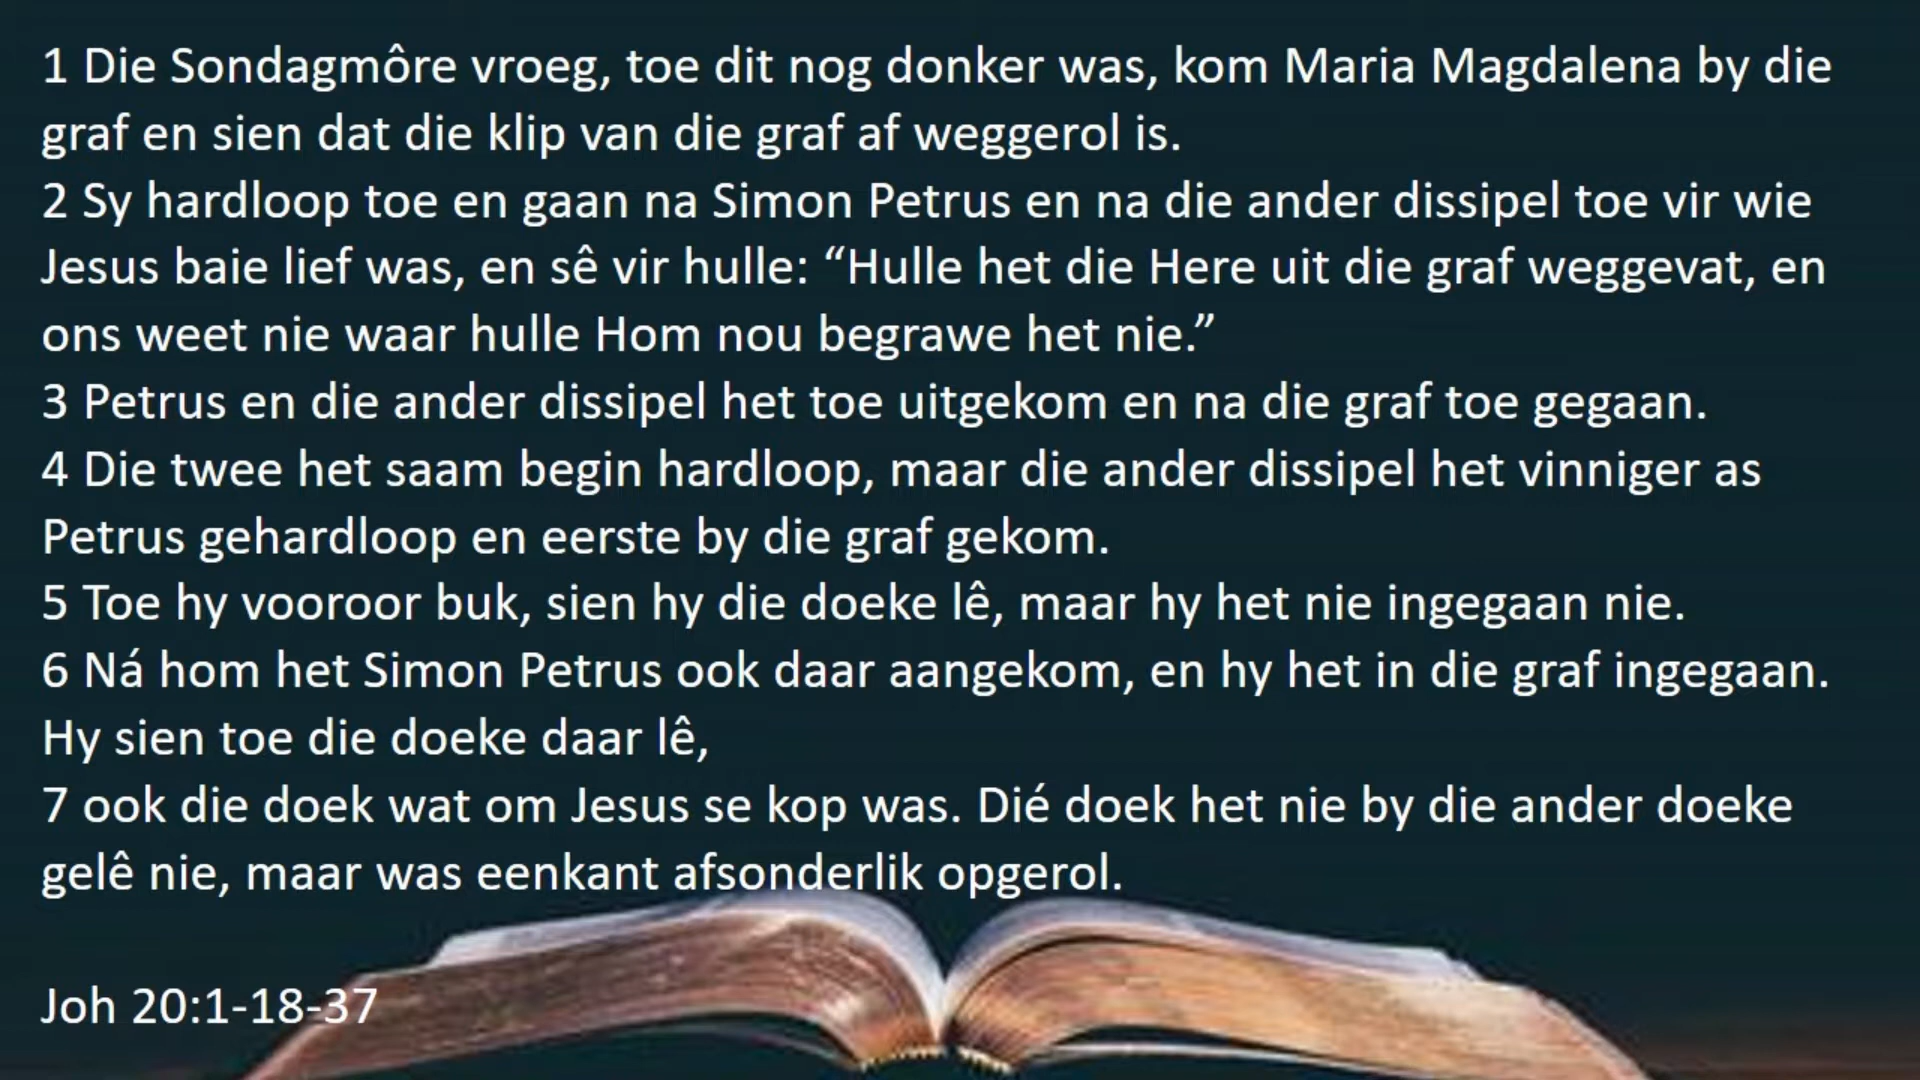 1 Die Sondagmôre vroeg, toe dit nog donker was, kom Maria Magdalena by die
graf en sien dat die klip van die graf af weggerol is.
2 Sy hardloop toe en gaan na Simon Petrus en na die ander dissipel toe vir wie
Jesus baie lief was, en sê vir hulle: “Hulle het die Here uit die graf weggevat, en
ons weet nie waar hulle Hom nou begrawe het nie.”
3 Petrus en die ander dissipel het toe uitgekom en na die graf toe gegaan.
4 Die twee het saam begin hardloop, maar die ander dissipel het vinniger as
Petrus gehardloop en eerste by die graf gekom.
5 Toe hy vooroor buk, sien hy die doeke lê, maar hy het nie ingegaan nie.
6 Ná hom het Simon Petrus ook daar aangekom, en hy het in die graf ingegaan.
Hy sien toe die doeke daar lê,
7 ook die doek wat om Jesus se kop was. Dié doek het nie by die ander doeke
gelê nie, maar was eenkant afsonderlik opgerol.
Joh 20:1-18-37